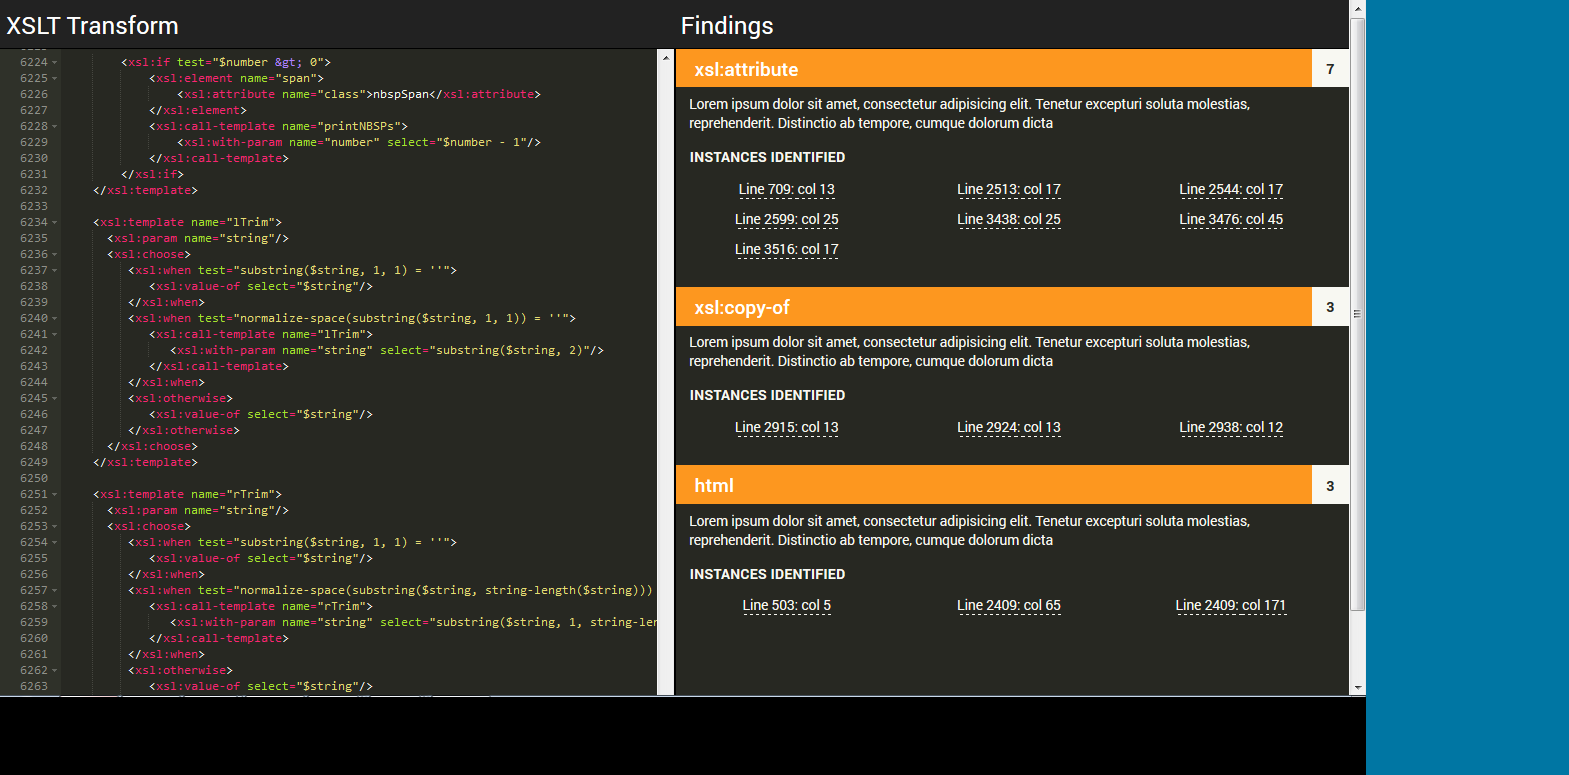 XSLT Transform
6224 <xsl:if test="$number &gt; 0">
6225 <xsl:element name="span">
6226 <xsl:attribute name="class">nbspSpan</xsl:attribute>
6227 </xsl:element>
6228 <xsl:call-template name="printNBSPs">
6229 <xsl:with-param name="number" select="$number - 1"/>
6230 </xsl:call-template>
6231 </xsl:if>
6232 </xsl:template>
6233
6234 <xsl:template name="lTrim">
6235 <xsl:param name="string"/>
6236 <xsl:choose>
6237 <xsl:when test="substring($string, 1, 1) = ''">
6238 <xsl:value-of select="$string"/>
6239 </xsl:when>
6240 <xsl:when test="normalize-space(substring($string, 1, 1)) = ''">
6241 <xsl:call-template name="lTrim">
6242 <xsl:with-param name="string" select="substring($string, 2)"/>
6243 </xsl:call-template>
6244 </xsl:when>
6245 <xsl:otherwise>
6246 <xsl:value-of select="$string"/>
6247 </xsl:otherwise>
6248 </xsl:choose>
6249 </xsl:template>
6250
6251 <xsl:template name="rTrim">
6252 <xsl:param name="string"/>
6253 <xsl:choose>
6254 <xsl:when test="substring($string, 1, 1) = ''">
6255 <xsl:value-of select="$string"/>
6256 </xsl:when>
6257 <xsl:when test="normalize-space(substring($string, string-length($string)))
6258 <xsl:call-template name="rTrim">
6259 <xsl:with-param name="string" select="substring($string, 1, string-ler
6260 </xsl:call-template>
6261 </xsl:when>
6262 <xsl:otherwise>
6263 <xsl:value-of select="$string"/>
Findings
xsl:attribute 7
Lorem ipsum dolor sit amet, consectetur adipisicing elit. Tenetur excepturi soluta molestias,
reprehenderit. Distinctio ab tempore, cumque dolorum dicta
INSTANCES IDENTIFIED
Line 709: col 13 Line 2513: col 17 Line 2544: col 17
Line 2599: col 25 Line 3438: col 25 Line 3476: col 45
Line 3516: col 17
xsl:copy-of 3
Lorem ipsum dolor sit amet, consectetur adipisicing elit. Tenetur excepturi soluta molestias,
reprehenderit. Distinctio ab tempore, cumque dolorum dicta
INSTANCES IDENTIFIED
Line 2915: col 13 Line 2924: col 13 Line 2938: col 12
html 3
Lorem ipsum dolor sit amet, consectetur adipisicing elit. Tenetur excepturi soluta molestias,
reprehenderit. Distinctio ab tempore, cumque dolorum dicta
INSTANCES IDENTIFIED
Line 503: col 5 Line 2409: col 65 Line 2409: col 171